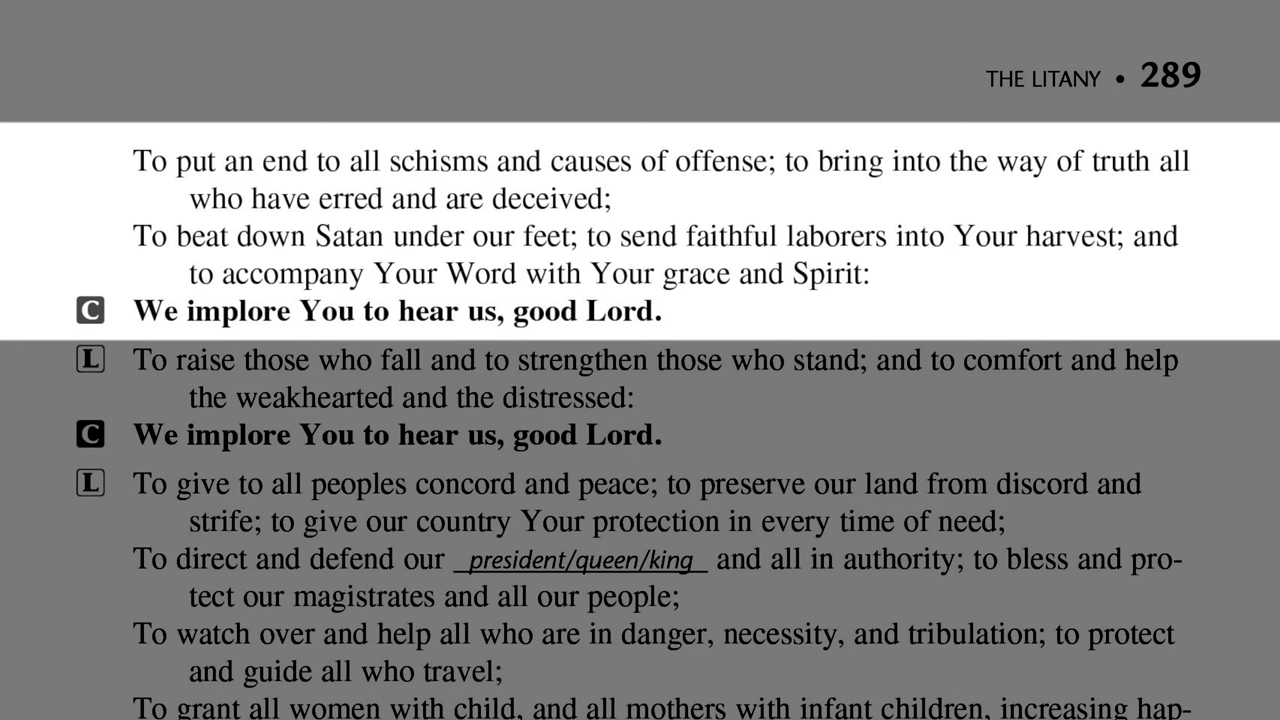 THE LITANY • 289
To put an end to all schisms and causes of offense; to bring into the way of truth all
who have erred and are deceived;
To beat down Satan under our feet; to send faithful laborers into Your harvest; and
to accompany Your Word with Your grace and Spirit:
C We implore You to hear us, good Lord.
L To raise those who fall and to strengthen those who stand; and to comfort and help
the weakhearted and the distressed:
C We implore You to hear us, good Lord.
L To give to all peoples concord and peace; to preserve our land from discord and
strife; to give our country Your protection in every time of need;
To direct and defend our president/queen/king and all in authority; to bless and pro-
tect our magistrates and all our people;
To watch over and help all who are in danger, necessity, and tribulation; to protect
and guide all who travel;
To grant all women with child, and all mothers with infant children, increasing hap-